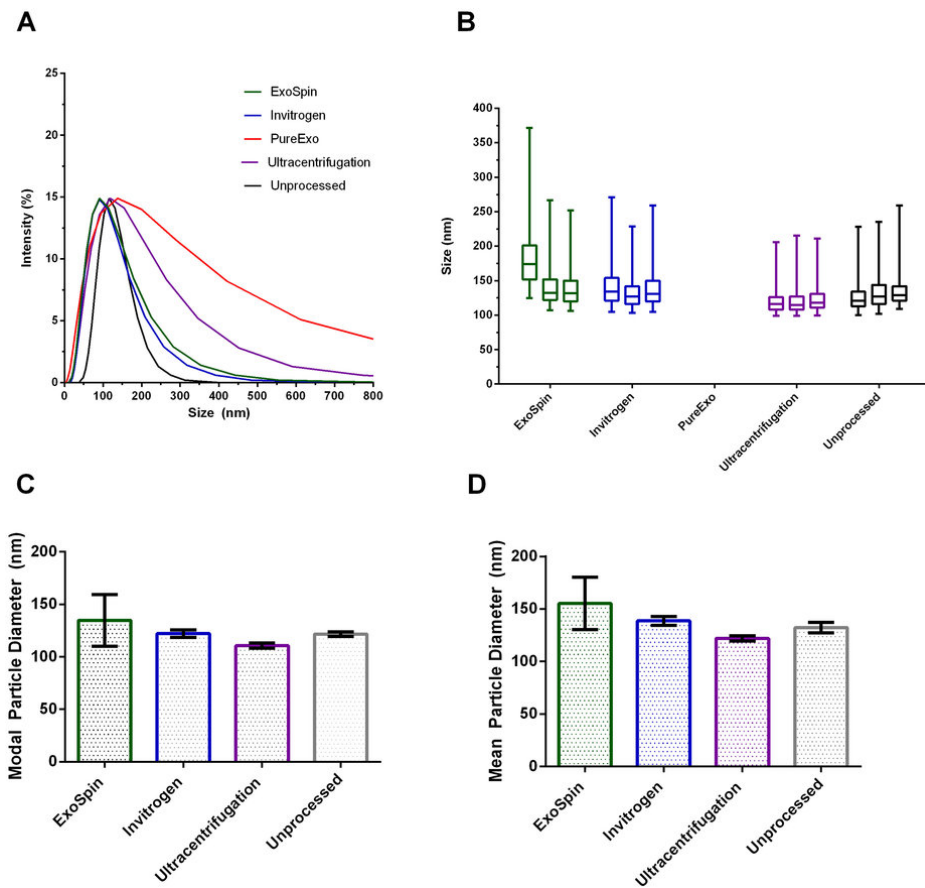 A
Intensity (%)
25
20
15
10
5
0
0 100 200 300 400 500 600 700 800
Size (nm)
ExoSpin
Invitrogen
PureExo
Ultracentrifugation
Unprocessed
B
Size (nm)
400
350
300
250
200
150
100
50
0
ExoSpin
Invitrogen
PureExo
Ultracentrifugation
Unprocessed
C
Modal Particle Diameter (nm)
200
150
100
50
0
ExoSpin
Invitrogen
Ultracentrifugation
Unprocessed
D
Mean Particle Diameter (nm)
200
150
100
50
0
ExoSpin
Invitrogen
Ultracentrifugation
Unprocessed